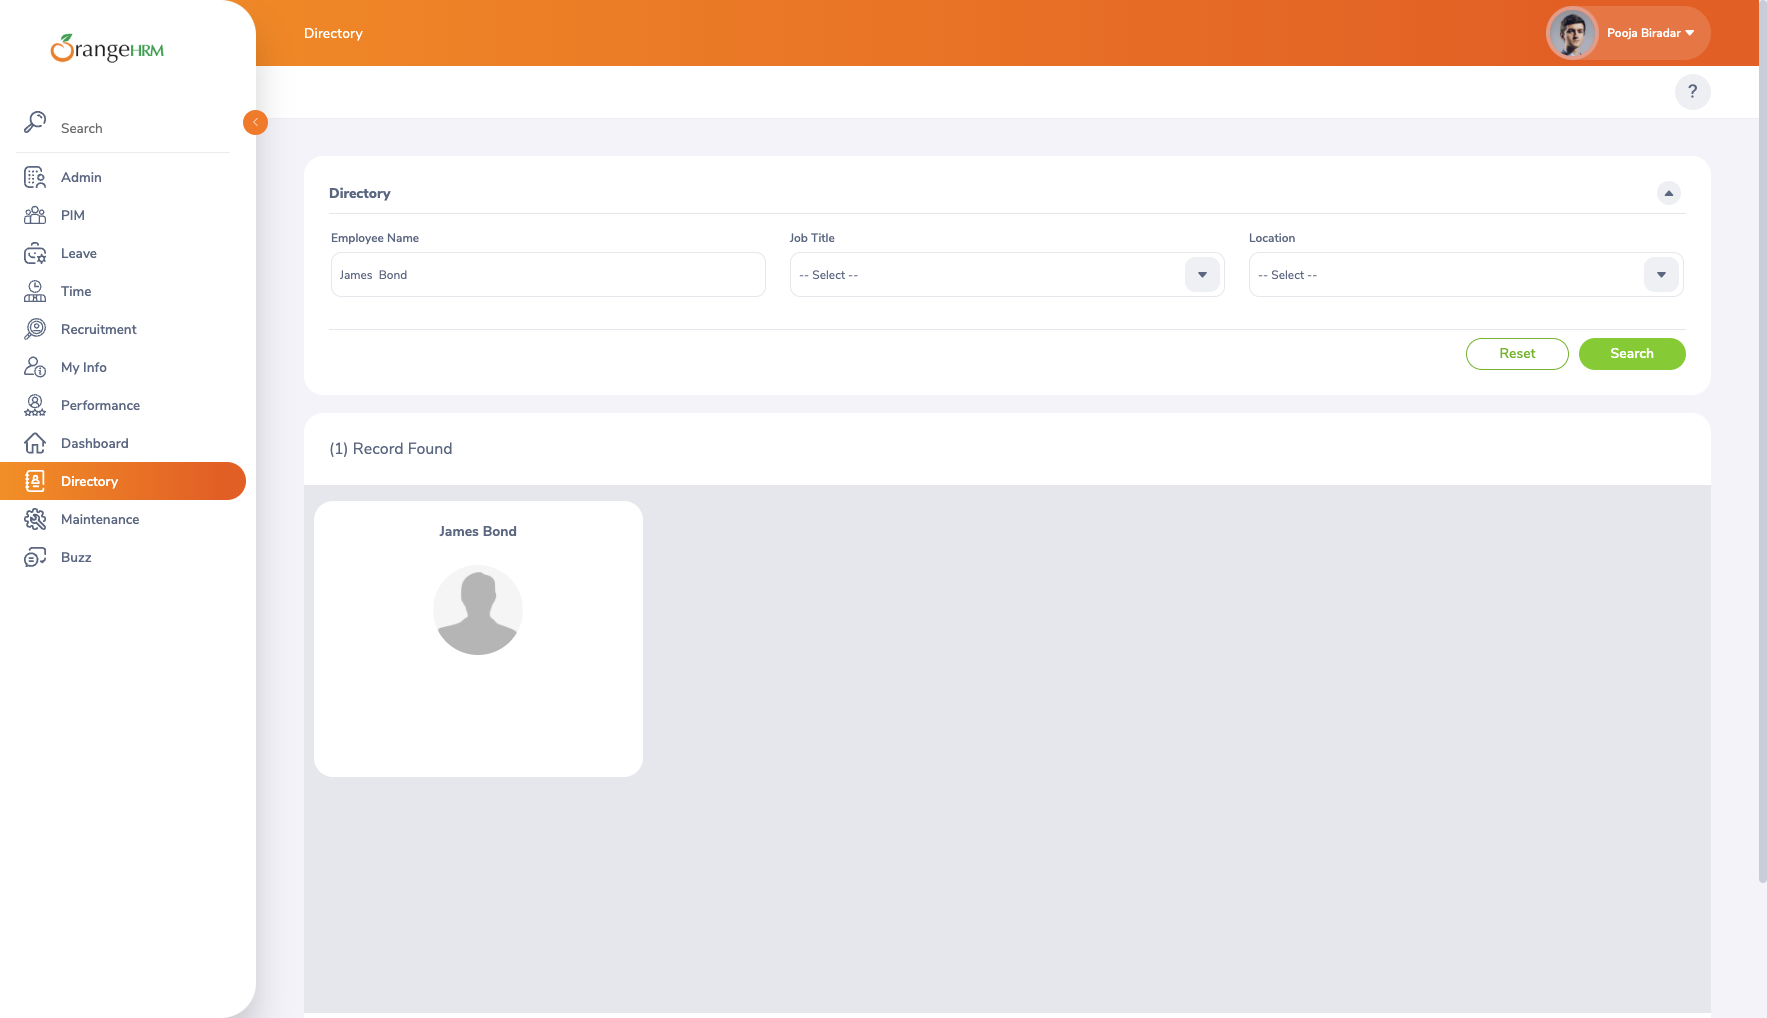 OrangeHRM
Directory
Pooja Biradar
?
Search
Admin
PIM
Leave
Time
Recruitment
My Info
Performance
Dashboard
Directory
Maintenance
Buzz
Directory
Employee Name
Job Title
Location
James  Bond
-- Select --
-- Select --
Reset
Search
(1) Record Found
James Bond